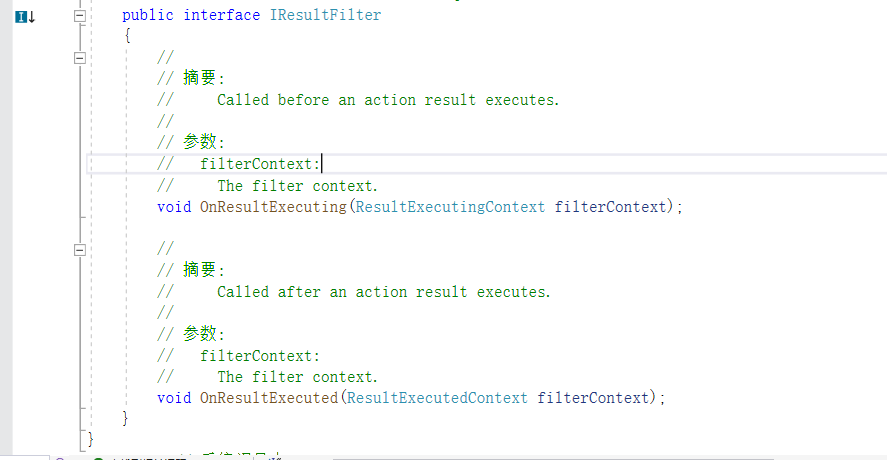 public interface IResultFilter
{
//
// 摘要:
//     Called before an action result executes.
//
// 参数:
//   filterContext:
//     The filter context.
void OnResultExecuting(ResultExecutingContext filterContext);
//
// 摘要:
//     Called after an action result executes.
//
// 参数:
//   filterContext:
//     The filter context.
void OnResultExecuted(ResultExecutedContext filterContext);
}
}